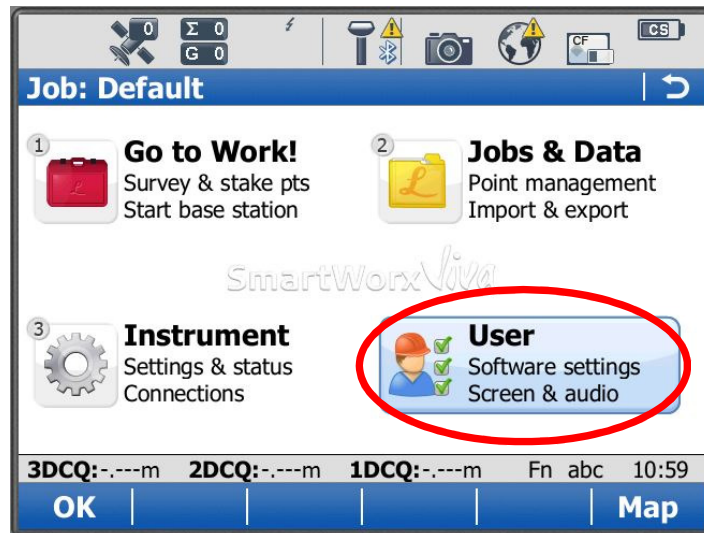 0 Σ 0
G 0
CF
CS
Job: Default
1 Go to Work!
Survey & stake pts
Start base station
2 Jobs & Data
Point management
Import & export
SmartWorx Viva
3 Instrument
Settings & status
Connections
User
Software settings
Screen & audio
3DCQ:-.---m 2DCQ:-.---m 1DCQ:-.---m Fn abc 10:59
OK Map